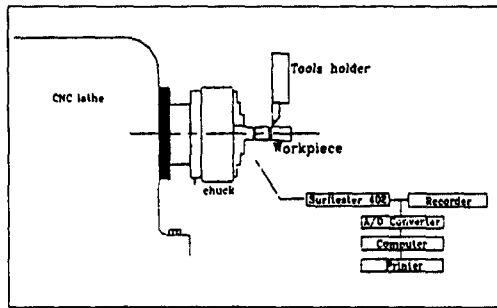 Tools holder
CNC lathe
Workpiece
chuck
Surftester 402
Recorder
A/D Converter
Computer
Printer